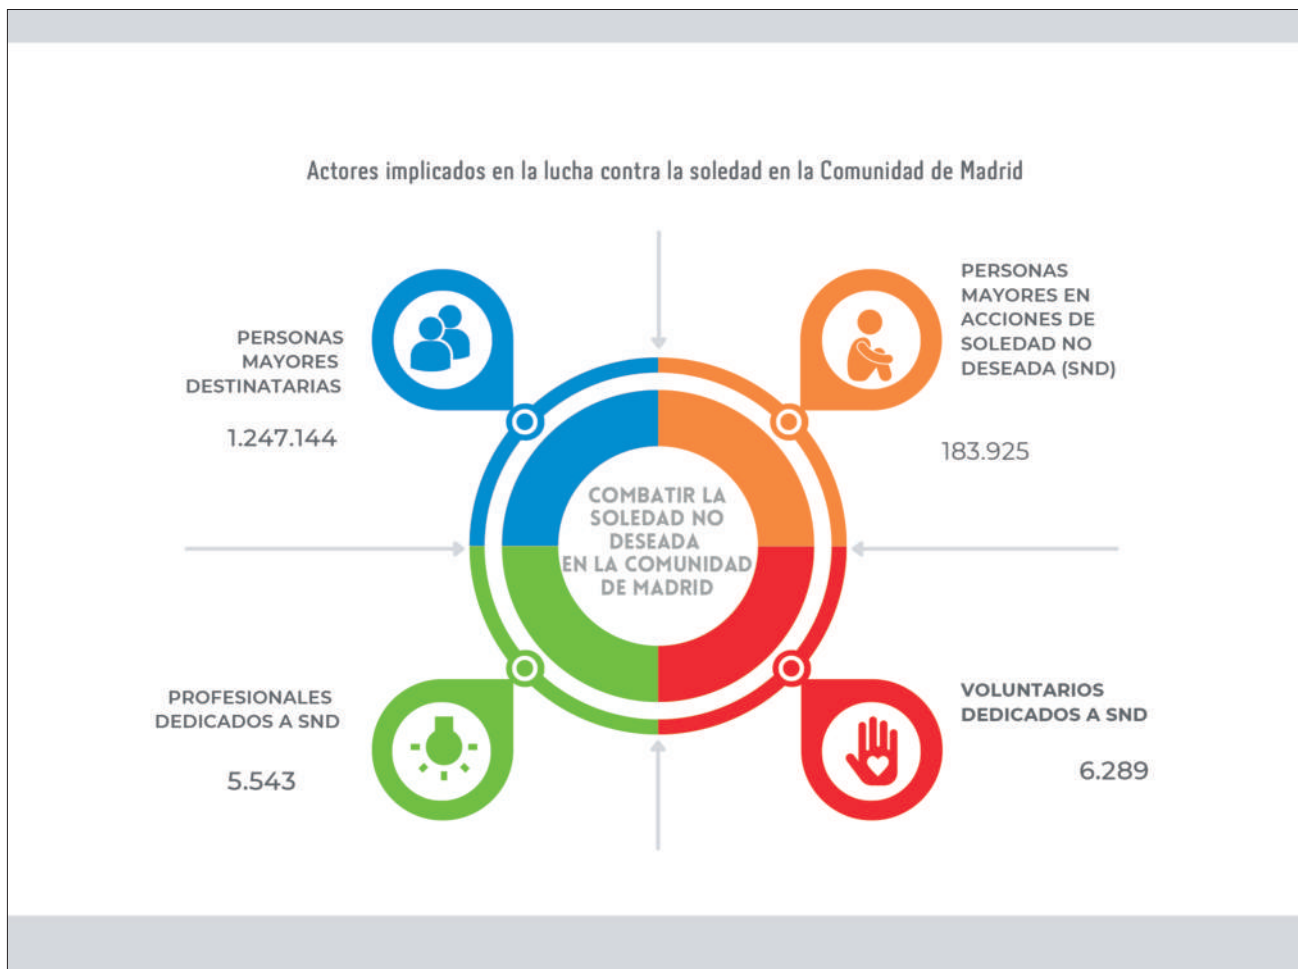 Actores implicados en la lucha contra la soledad en la Comunidad de Madrid
PERSONAS
MAYORES
DESTINATARIAS
1.247.144
PERSONAS
MAYORES EN
ACCIONES DE
SOLEDAD NO
DESEADA (SND)
183.925
COMBATIR LA
SOLEDAD NO
DESEADA
EN LA COMUNIDAD
DE MADRID
PROFESIONALES
DEDICADOS A SND
5.543
VOLUNTARIOS
DEDICADOS A SND
6.289